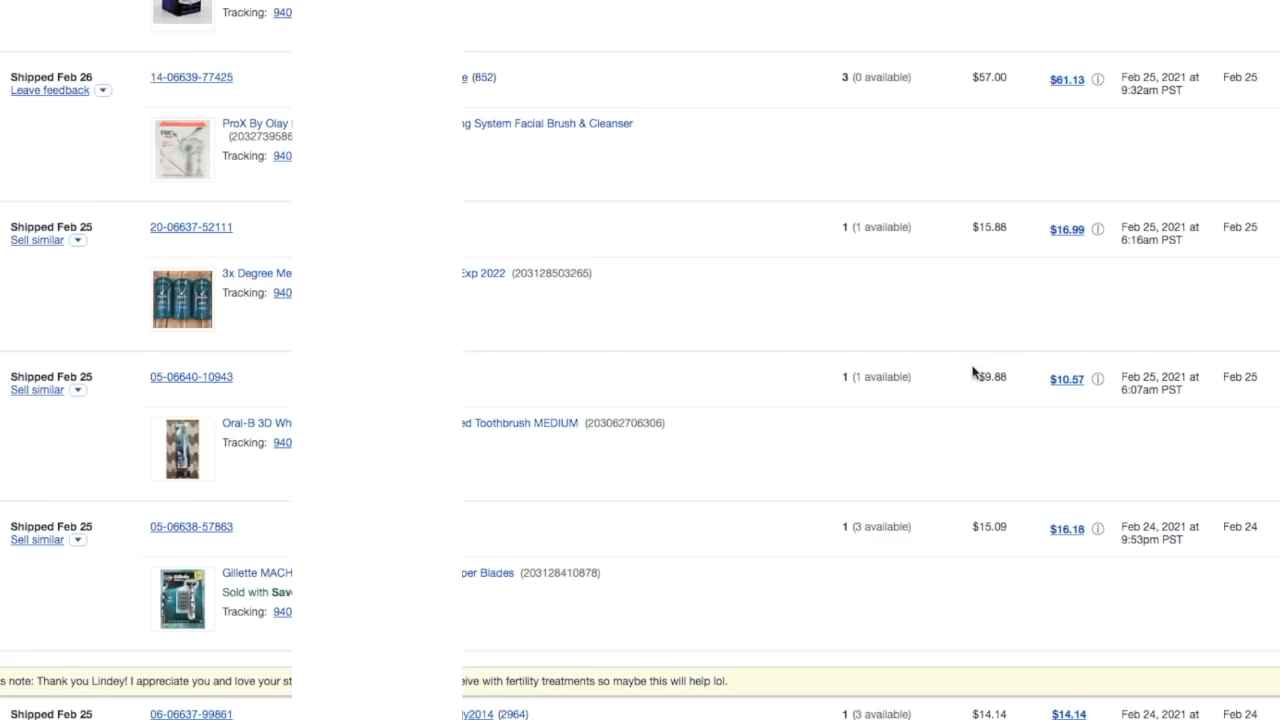 Tracking: 940
Shipped Feb 26 14-06639-77425 e (852) 3 (0 available) $57.00 $61.13 Feb 25, 2021 at 9:32am PST Feb 25
Leave feedback
ProX By Olay ng System Facial Brush & Cleanser
(2032739586
Tracking: 940
Shipped Feb 25 20-06637-52111 1 (1 available) $15.88 $16.99 Feb 25, 2021 at 6:16am PST Feb 25
Sell similar
3x Degree Me Exp 2022 (203128503265)
Tracking: 940
Shipped Feb 25 05-06640-10943 1 (1 available) $9.88 $10.57 Feb 25, 2021 at 6:07am PST Feb 25
Sell similar
Oral-B 3D Wh ed Toothbrush MEDIUM (203062706306)
Tracking: 940
Shipped Feb 25 05-06638-57863 1 (3 available) $15.09 $16.18 Feb 24, 2021 at 9:53pm PST Feb 24
Sell similar
Gillette MACH per Blades (203128410878)
Sold with Save
Tracking: 940
s note: Thank you Lindey! I appreciate you and love your st eive with fertility treatments so maybe this will help lol.
Shipped Feb 25 06-06637-99861 ly2014 (2964) 1 (3 available) $14.14 $14.14 Feb 24, 2021 at Feb 24